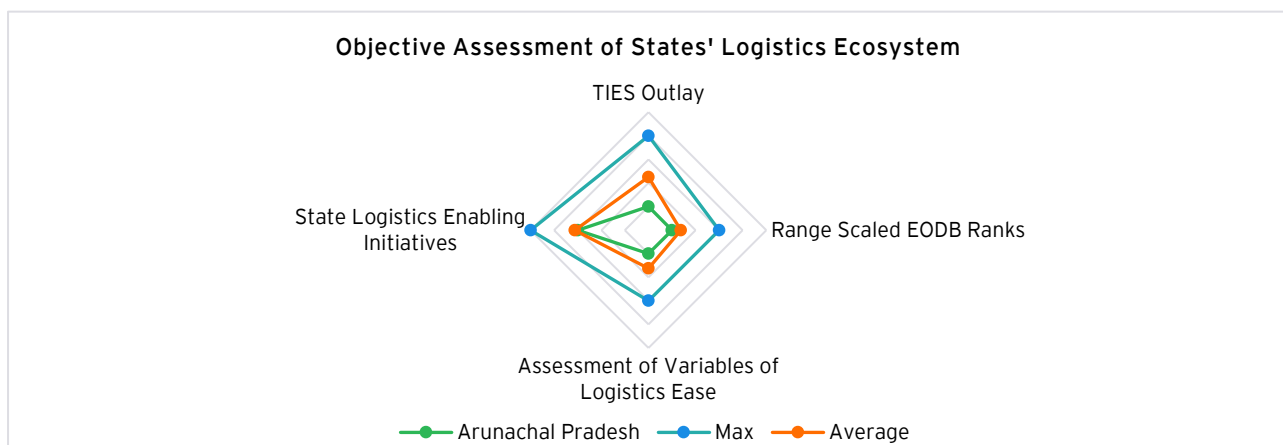 Objective Assessment of States' Logistics Ecosystem
TIES Outlay
State Logistics Enabling
Initiatives
Range Scaled EODB Ranks
Assessment of Variables of
Logistics Ease
Arunachal Pradesh Max Average